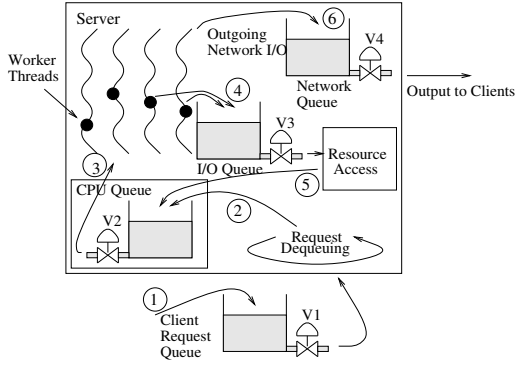 Server
6
Worker
Threads
Outgoing
Network I/O
V4
Network
Queue
Output to Clients
4
V3
I/O Queue
Resource
Access
3
5
CPU Queue
V2
2
Request
Dequeuing
1
Client
Request
Queue
V1